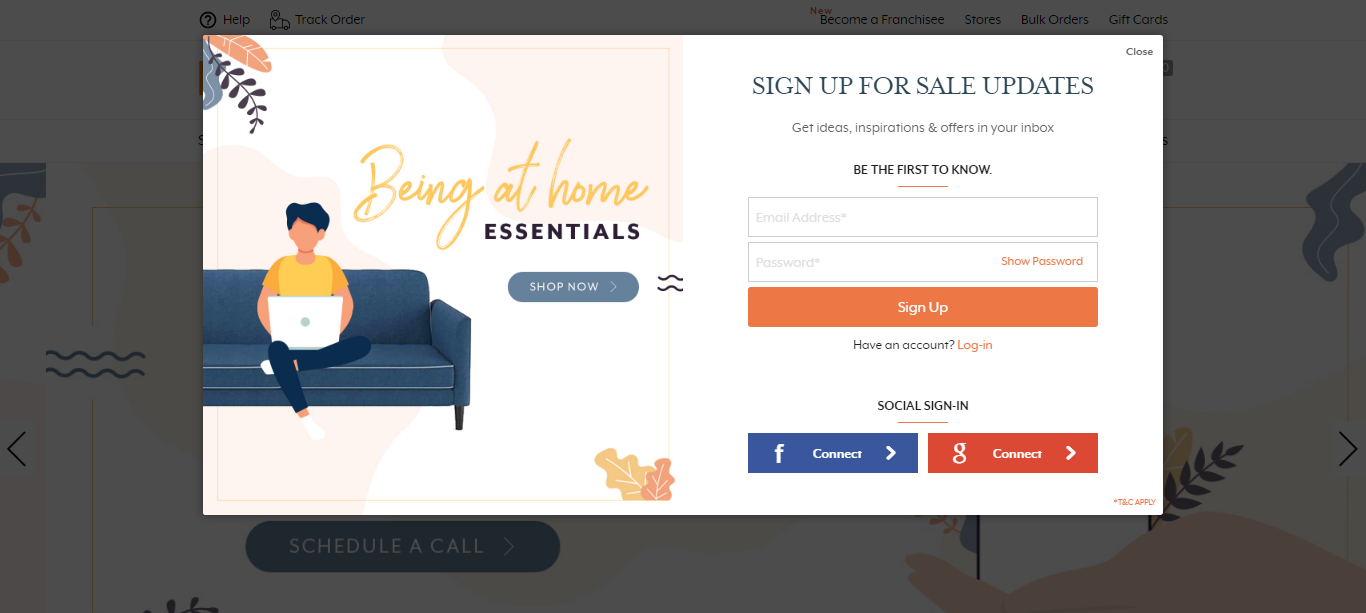 Help
Track Order
New
Become a Franchisee
Stores
Bulk Orders
Gift Cards
Close
Being at home
ESSENTIALS
SHOP NOW
SIGN UP FOR SALE UPDATES
Get ideas, inspirations & offers in your inbox
BE THE FIRST TO KNOW.
Email Address*
Password*
Show Password
Sign Up
Have an account? Log-in
SOCIAL SIGN-IN
f Connect
g Connect
*T&C APPLY
SCHEDULE A CALL